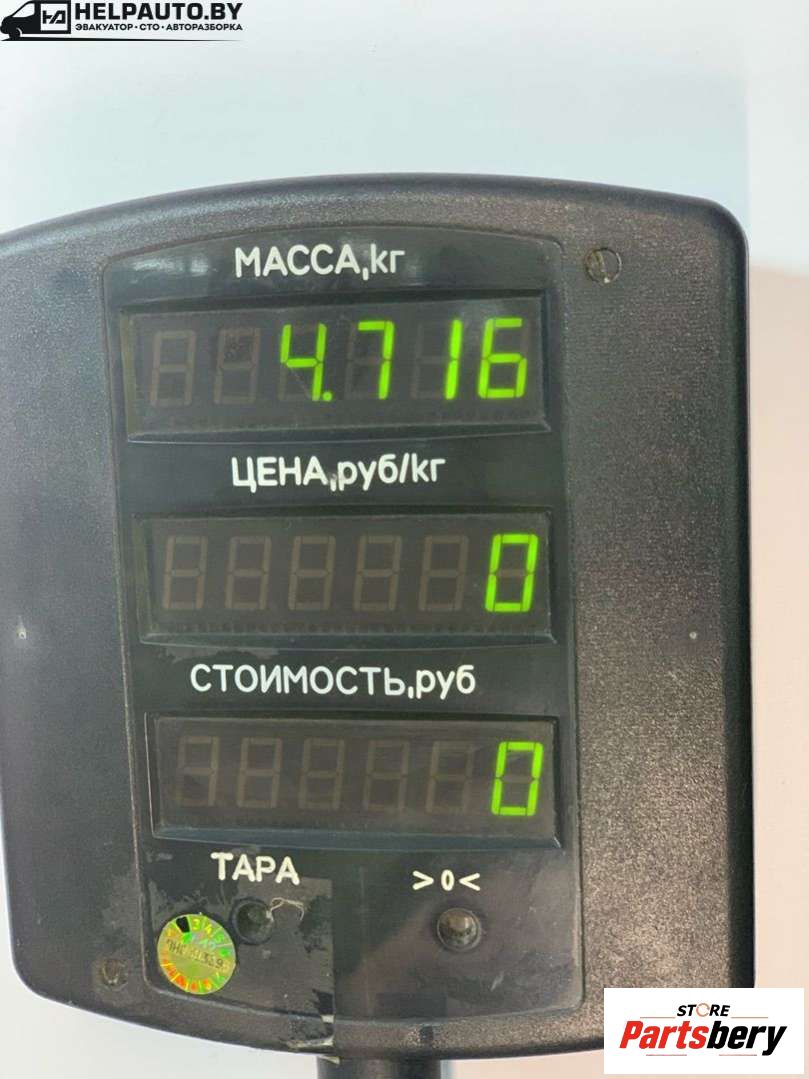 HELPAUTO.BY
ЭВАКУАТОР • СТО • АВТОРАЗБОРКА
МАССА,кг
4.716
ЦЕНА,руб/кг
0
СТОИМОСТЬ,руб
0
ТАРА >0<
STORE
Partsbery